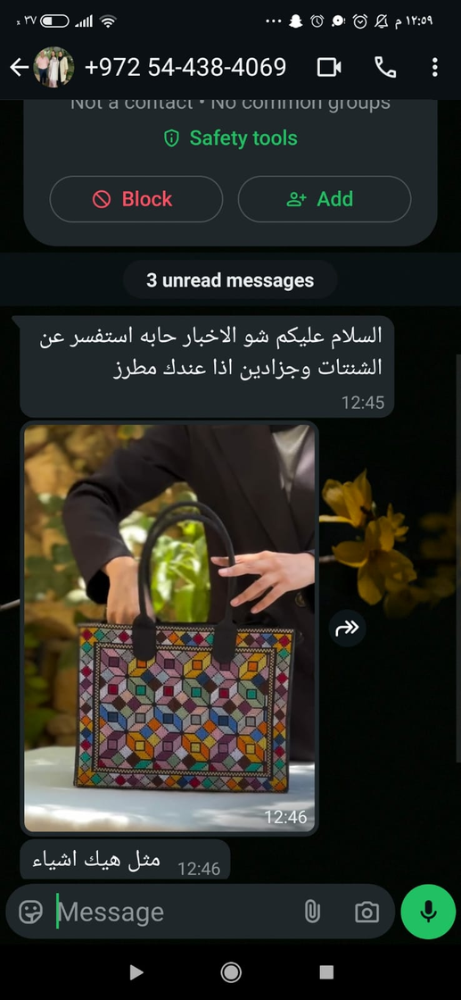 ١٢:٥٩ م
٣٧
+972 54-438-4069
Not a contact • No common groups
Safety tools
Block
Add
3 unread messages
السلام عليكم شو الاخبار حابه استفسر عن
الشنتات وجزادين اذا عندك مطرز
12:45
12:46
مثل هيك اشياء
12:46
Message